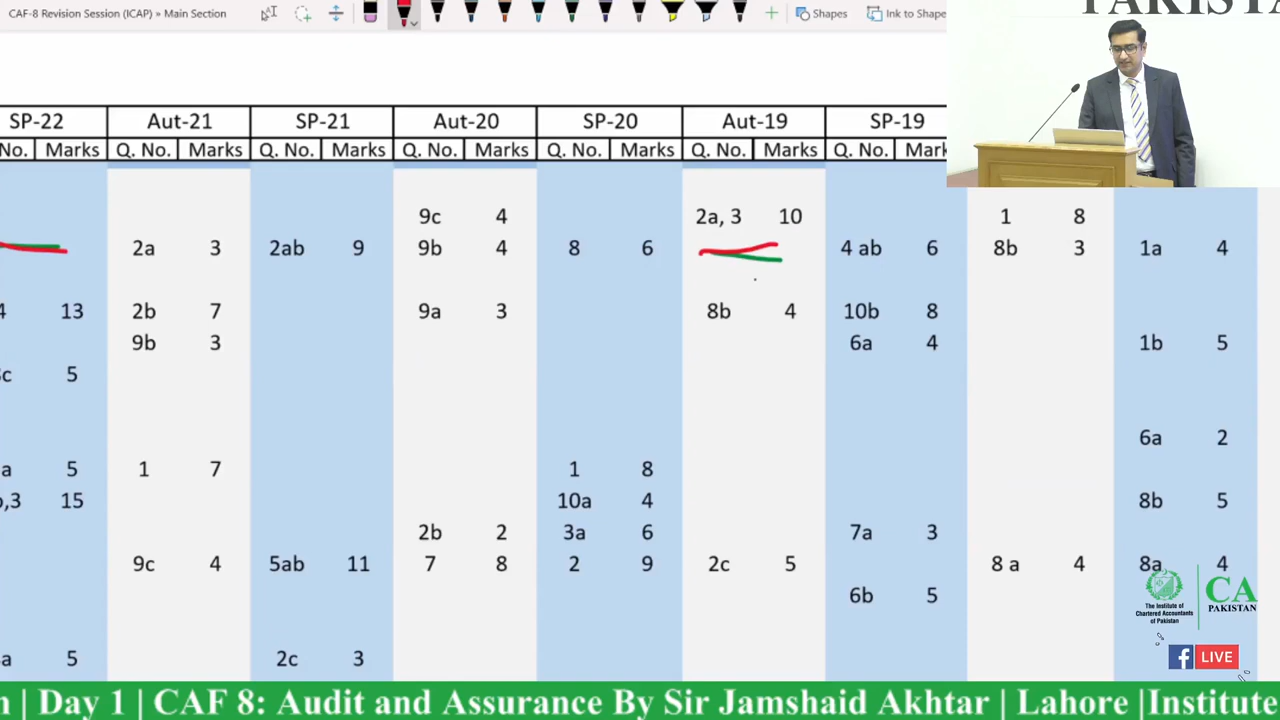 CAF-8 Revision Session (ICAP) » Main Section
Shapes
Ink to Shape
PAKISTA
SP-22 Aut-21 SP-21 Aut-20 SP-20 Aut-19 SP-19
No. Marks Q. No. Marks Q. No. Marks Q. No. Marks Q. No. Marks Q. No. Marks Q. No. Mark
9c 4 2a, 3 10 1 8
2a 3 2ab 9 9b 4 8 6 4 ab 6 8b 3 1a 4
4 13 2b 7 9a 3 8b 4 10b 8
9b 3 6a 4 1b 5
c 5
6a 2
a 5 1 7 1 8
,3 15 10a 4 8b 5
2b 2 3a 6 7a 3
9c 4 5ab 11 7 8 2 9 2c 5 8 a 4 8a 4
6b 5
a 5 2c 3
The Institute of
Chartered Accountants
of Pakistan
CA
PAKISTAN
f LIVE
n | Day 1 | CAF 8: Audit and Assurance By Sir Jamshaid Akhtar | Lahore |Institute